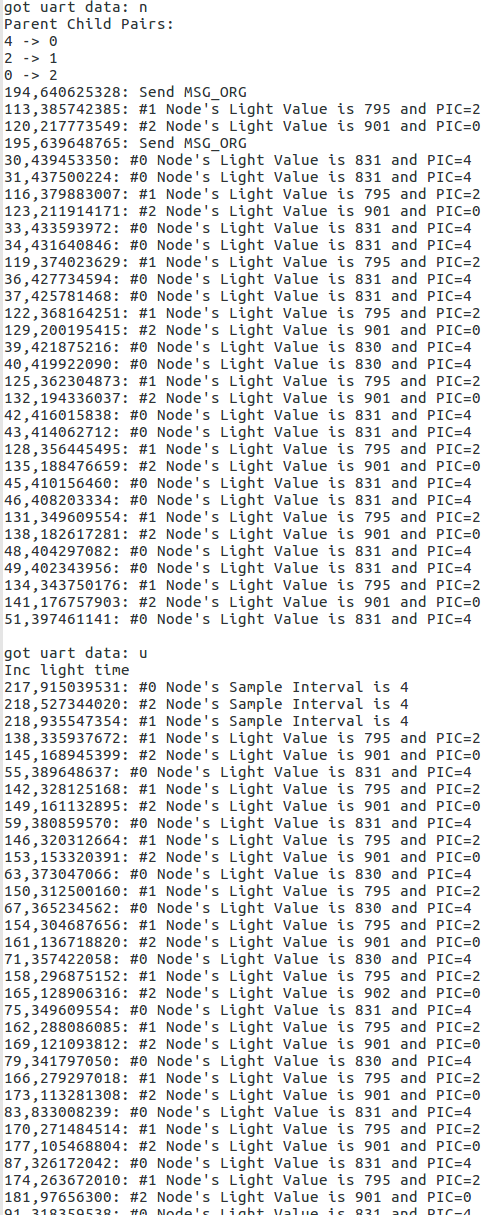 got uart data: n
Parent Child Pairs:
4 -> 0
2 -> 1
0 -> 2
194,640625328: Send MSG_ORG
113,385742385: #1 Node's Light Value is 795 and PIC=2
120,217773549: #2 Node's Light Value is 901 and PIC=0
195,639648765: Send MSG_ORG
30,439453350: #0 Node's Light Value is 831 and PIC=4
31,437500224: #0 Node's Light Value is 831 and PIC=4
116,379883007: #1 Node's Light Value is 795 and PIC=2
123,211914171: #2 Node's Light Value is 901 and PIC=0
33,433593972: #0 Node's Light Value is 831 and PIC=4
34,431640846: #0 Node's Light Value is 831 and PIC=4
119,374023629: #1 Node's Light Value is 795 and PIC=2
36,427734594: #0 Node's Light Value is 831 and PIC=4
37,425781468: #0 Node's Light Value is 831 and PIC=4
122,368164251: #1 Node's Light Value is 795 and PIC=2
129,200195415: #2 Node's Light Value is 901 and PIC=0
39,421875216: #0 Node's Light Value is 830 and PIC=4
40,419922090: #0 Node's Light Value is 830 and PIC=4
125,362304873: #1 Node's Light Value is 795 and PIC=2
132,194336037: #2 Node's Light Value is 901 and PIC=0
42,416015838: #0 Node's Light Value is 831 and PIC=4
43,414062712: #0 Node's Light Value is 831 and PIC=4
128,356445495: #1 Node's Light Value is 795 and PIC=2
135,188476659: #2 Node's Light Value is 901 and PIC=0
45,410156460: #0 Node's Light Value is 831 and PIC=4
46,408203334: #0 Node's Light Value is 831 and PIC=4
131,349609554: #1 Node's Light Value is 795 and PIC=2
138,182617281: #2 Node's Light Value is 901 and PIC=0
48,404297082: #0 Node's Light Value is 831 and PIC=4
49,402343956: #0 Node's Light Value is 831 and PIC=4
134,343750176: #1 Node's Light Value is 795 and PIC=2
141,176757903: #2 Node's Light Value is 901 and PIC=0
51,397461141: #0 Node's Light Value is 831 and PIC=4
got uart data: u
Inc light time
217,915039531: #0 Node's Sample Interval is 4
218,527344020: #2 Node's Sample Interval is 4
218,935547354: #1 Node's Sample Interval is 4
138,335937672: #1 Node's Light Value is 795 and PIC=2
145,168945399: #2 Node's Light Value is 901 and PIC=0
55,389648637: #0 Node's Light Value is 831 and PIC=4
142,328125168: #1 Node's Light Value is 795 and PIC=2
149,161132895: #2 Node's Light Value is 901 and PIC=0
59,380859570: #0 Node's Light Value is 831 and PIC=4
146,320312664: #1 Node's Light Value is 795 and PIC=2
153,153320391: #2 Node's Light Value is 901 and PIC=0
63,373047066: #0 Node's Light Value is 830 and PIC=4
150,312500160: #1 Node's Light Value is 795 and PIC=2
67,365234562: #0 Node's Light Value is 830 and PIC=4
154,304687656: #1 Node's Light Value is 795 and PIC=2
161,136718820: #2 Node's Light Value is 901 and PIC=0
71,357422058: #0 Node's Light Value is 830 and PIC=4
158,296875152: #1 Node's Light Value is 795 and PIC=2
165,128906316: #2 Node's Light Value is 902 and PIC=0
75,349609554: #0 Node's Light Value is 831 and PIC=4
162,288086085: #1 Node's Light Value is 795 and PIC=2
169,121093812: #2 Node's Light Value is 901 and PIC=0
79,341797050: #0 Node's Light Value is 830 and PIC=4
166,279297018: #1 Node's Light Value is 795 and PIC=2
173,113281308: #2 Node's Light Value is 901 and PIC=0
83,833008239: #0 Node's Light Value is 831 and PIC=4
170,271484514: #1 Node's Light Value is 795 and PIC=2
177,105468804: #2 Node's Light Value is 901 and PIC=0
87,326172042: #0 Node's Light Value is 831 and PIC=4
174,263672010: #1 Node's Light Value is 795 and PIC=2
181,97656300: #2 Node's Light Value is 901 and PIC=0
91,318359538: #0 Node's Light Value is 831 and PIC=4